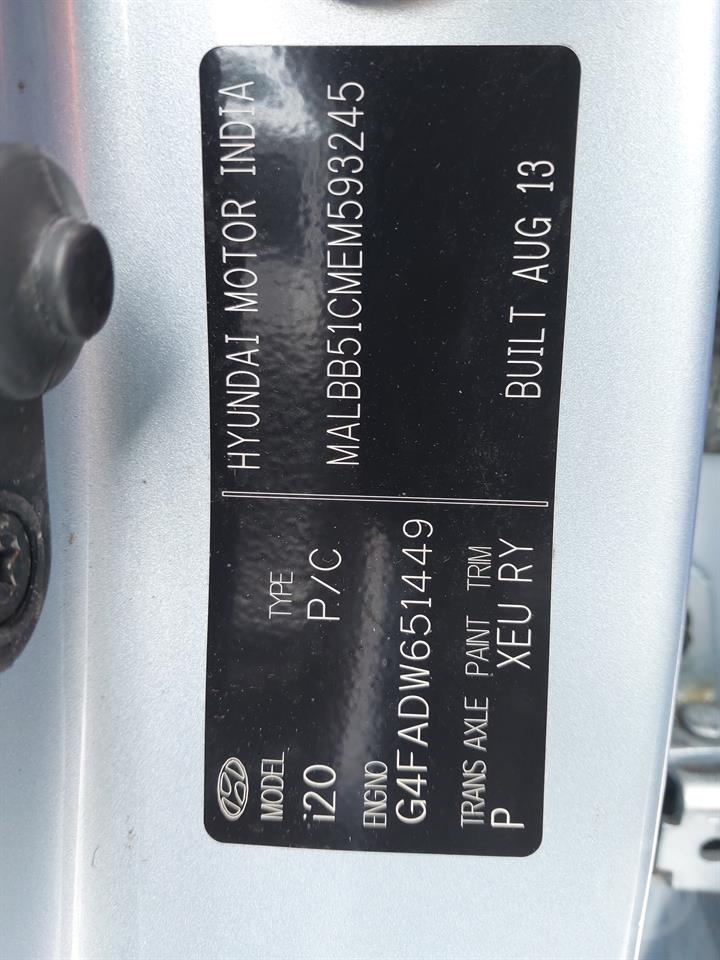 HYUNDAI MOTOR INDIA
MODEL TYPE
i20 P/C
MALBB51CMEM593245
ENGNO
G4FADW651449
TRANS AXLE PAINT TRIM
P XEU RY
BUILT AUG 13